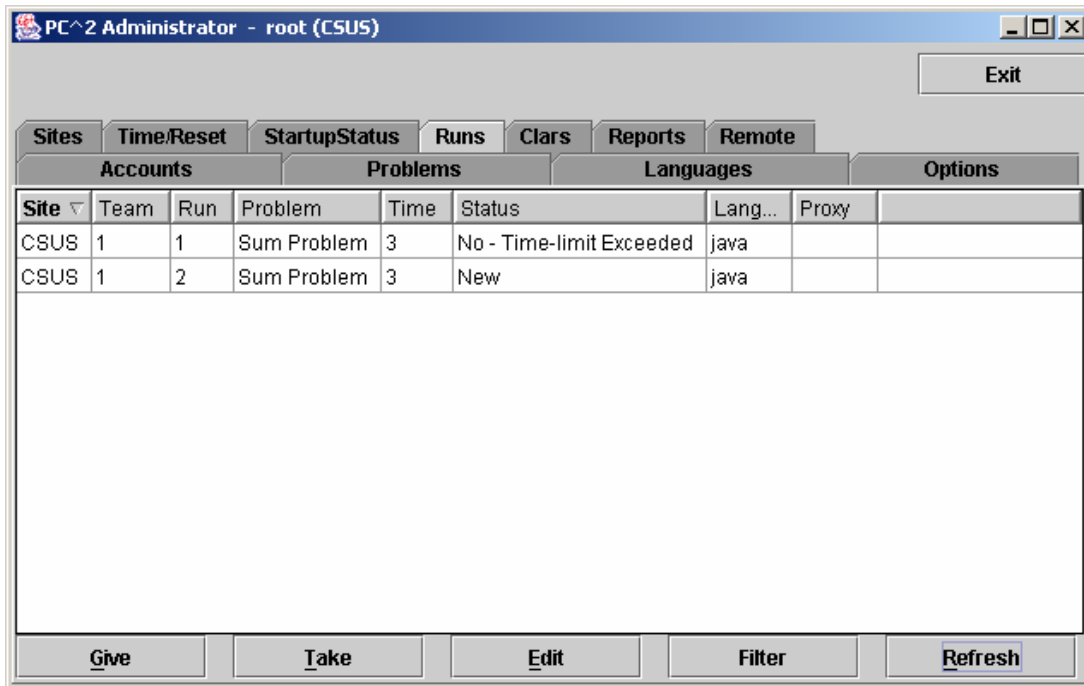 PC^2 Administrator - root (CSUS)
Exit
Sites Time/Reset StartupStatus Runs Clars Reports Remote
Accounts Problems Languages Options
Site Team Run Problem Time Status Lang... Proxy
CSUS 1 1 Sum Problem 3 No - Time-limit Exceeded java
CSUS 1 2 Sum Problem 3 New java
Give Take Edit Filter Refresh